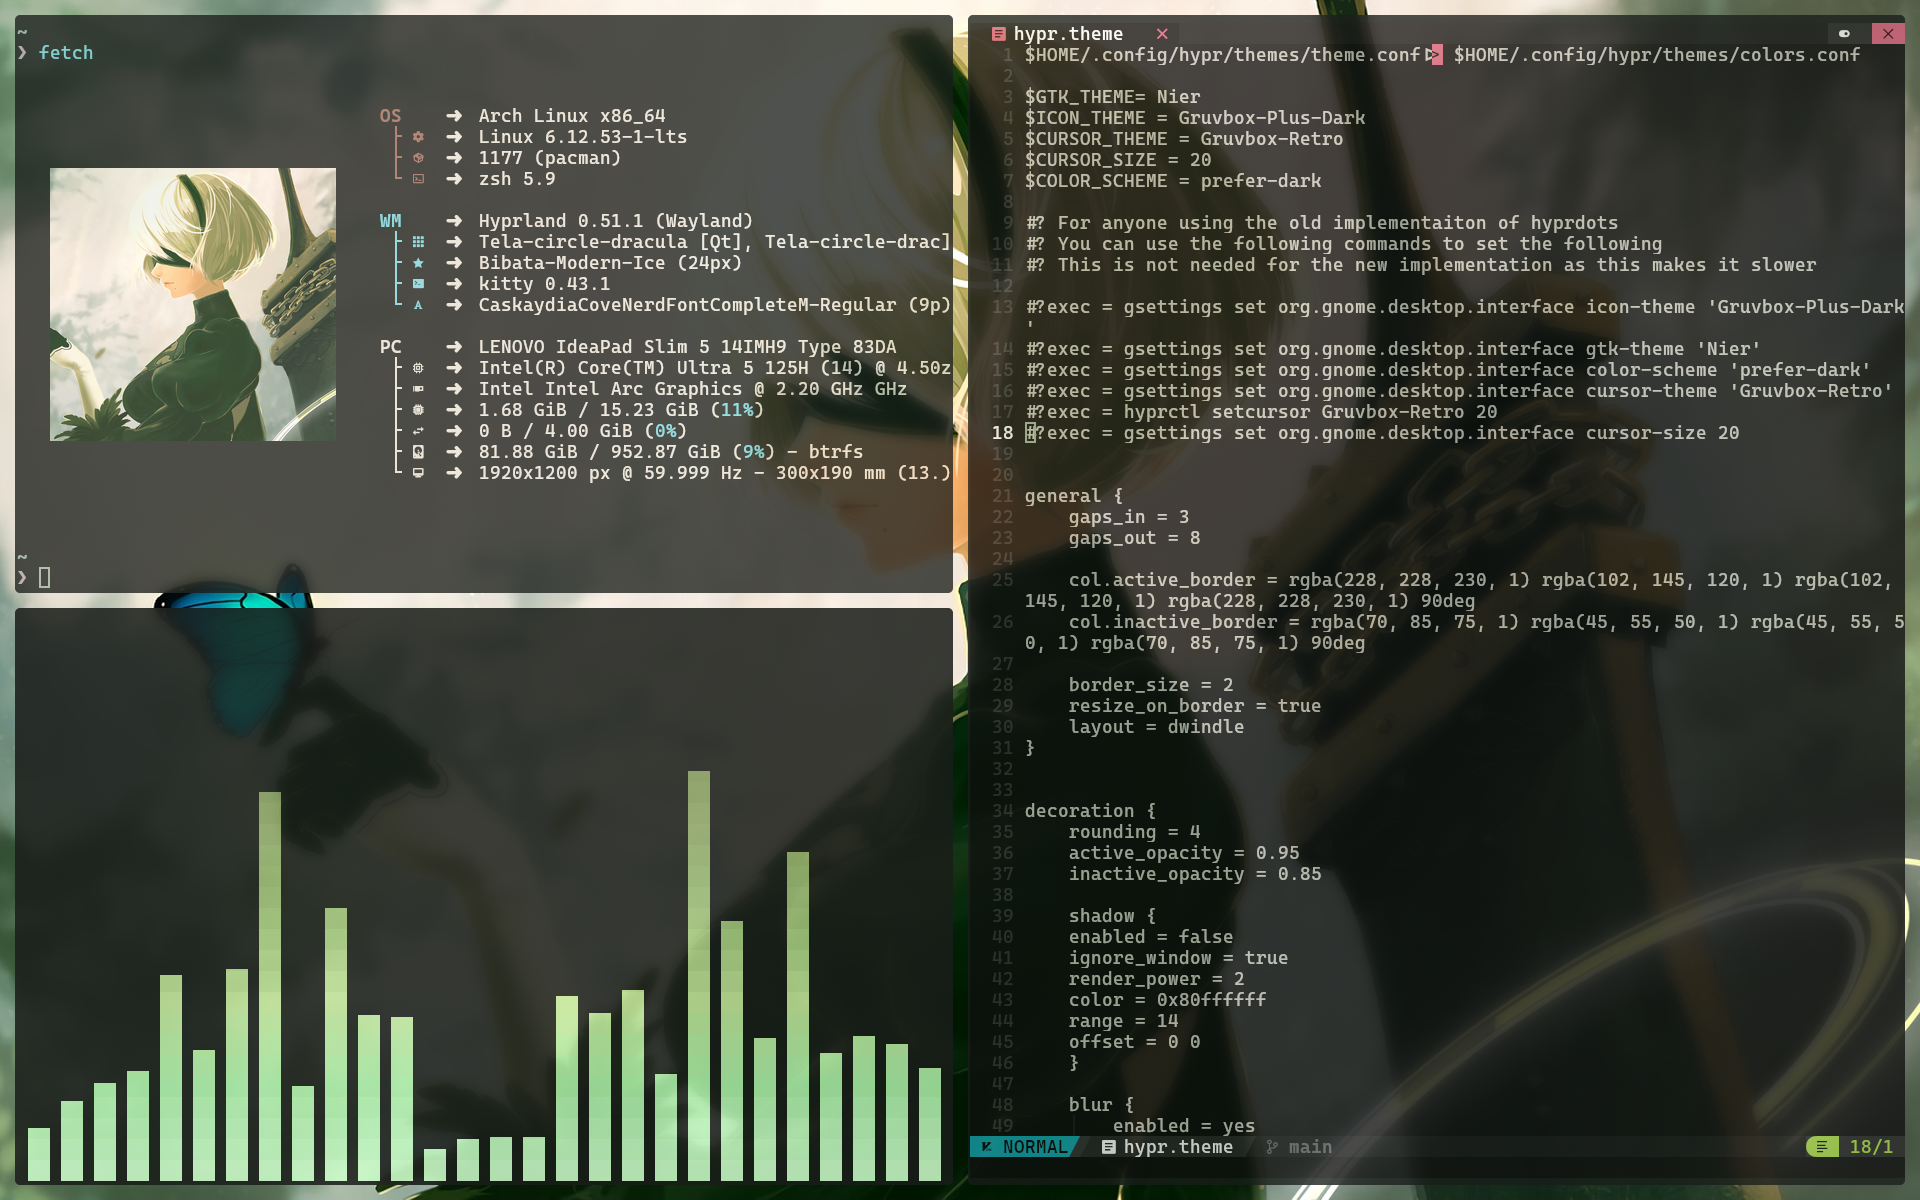 ~
❯ fetch
OS ➜ Arch Linux x86_64
➜ Linux 6.12.53-1-lts
➜ 1177 (pacman)
➜ zsh 5.9
WM ➜ Hyprland 0.51.1 (Wayland)
➜ Tela-circle-dracula [Qt], Tela-circle-drac]
➜ Bibata-Modern-Ice (24px)
➜ kitty 0.43.1
➜ CaskaydiaCoveNerdFontCompleteM-Regular (9p)
PC ➜ LENOVO IdeaPad Slim 5 14IMH9 Type 83DA
➜ Intel(R) Core(TM) Ultra 5 125H (14) @ 4.50z
➜ Intel Intel Arc Graphics @ 2.20 GHz GHz
➜ 1.68 GiB / 15.23 GiB (11%)
➜ 0 B / 4.00 GiB (0%)
➜ 81.88 GiB / 952.87 GiB (9%) - btrfs
➜ 1920x1200 px @ 59.999 Hz - 300x190 mm (13.)
~
❯
hypr.theme
1 $HOME/.config/hypr/themes/theme.conf▷> $HOME/.config/hypr/themes/colors.conf
2
3 $GTK_THEME= Nier
4 $ICON_THEME = Gruvbox-Plus-Dark
5 $CURSOR_THEME = Gruvbox-Retro
6 $CURSOR_SIZE = 20
7 $COLOR_SCHEME = prefer-dark
8
9 #? For anyone using the old implementaiton of hyprdots
10 #? You can use the following commands to set the following
11 #? This is not needed for the new implementation as this makes it slower
12
13 #?exec = gsettings set org.gnome.desktop.interface icon-theme 'Gruvbox-Plus-Dark
'
14 #?exec = gsettings set org.gnome.desktop.interface gtk-theme 'Nier'
15 #?exec = gsettings set org.gnome.desktop.interface color-scheme 'prefer-dark'
16 #?exec = gsettings set org.gnome.desktop.interface cursor-theme 'Gruvbox-Retro'
17 #?exec = hyprctl setcursor Gruvbox-Retro 20
18 #?exec = gsettings set org.gnome.desktop.interface cursor-size 20
19
20
21 general {
22 gaps_in = 3
23 gaps_out = 8
24
25 col.active_border = rgba(228, 228, 230, 1) rgba(102, 145, 120, 1) rgba(102,
145, 120, 1) rgba(228, 228, 230, 1) 90deg
26 col.inactive_border = rgba(70, 85, 75, 1) rgba(45, 55, 50, 1) rgba(45, 55, 5
0, 1) rgba(70, 85, 75, 1) 90deg
27
28 border_size = 2
29 resize_on_border = true
30 layout = dwindle
31 }
32
33
34 decoration {
35 rounding = 4
36 active_opacity = 0.95
37 inactive_opacity = 0.85
38
39 shadow {
40 enabled = false
41 ignore_window = true
42 render_power = 2
43 color = 0x80ffffff
44 range = 14
45 offset = 0 0
46 }
47
48 blur {
49 enabled = yes
NORMAL hypr.theme main 18/1